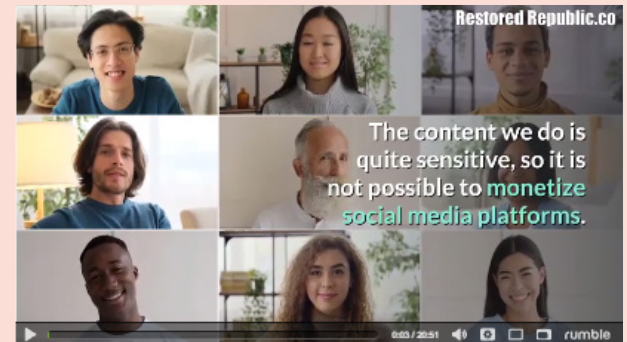 Restored Republic.co
The content we do is
quite sensitive, so it is
not possible to monetize
social media platforms.
0:03 / 20:51
rumble